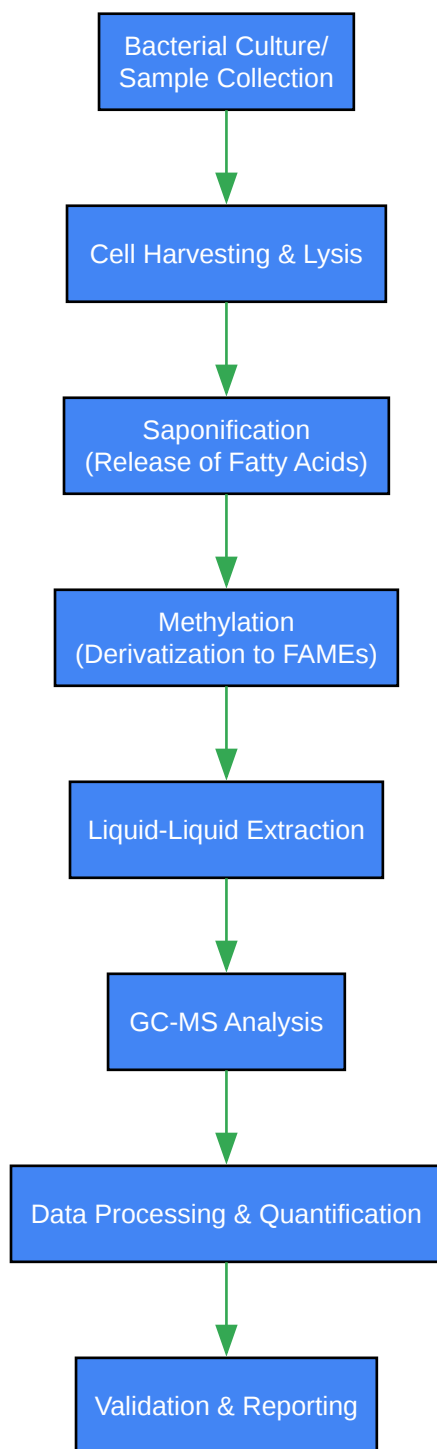 Bacterial Culture/
Sample Collection
Cell Harvesting & Lysis
Saponification
(Release of Fatty Acids)
Methylation
(Derivatization to FAMEs)
Liquid-Liquid Extraction
GC-MS Analysis
Data Processing & Quantification
Validation & Reporting